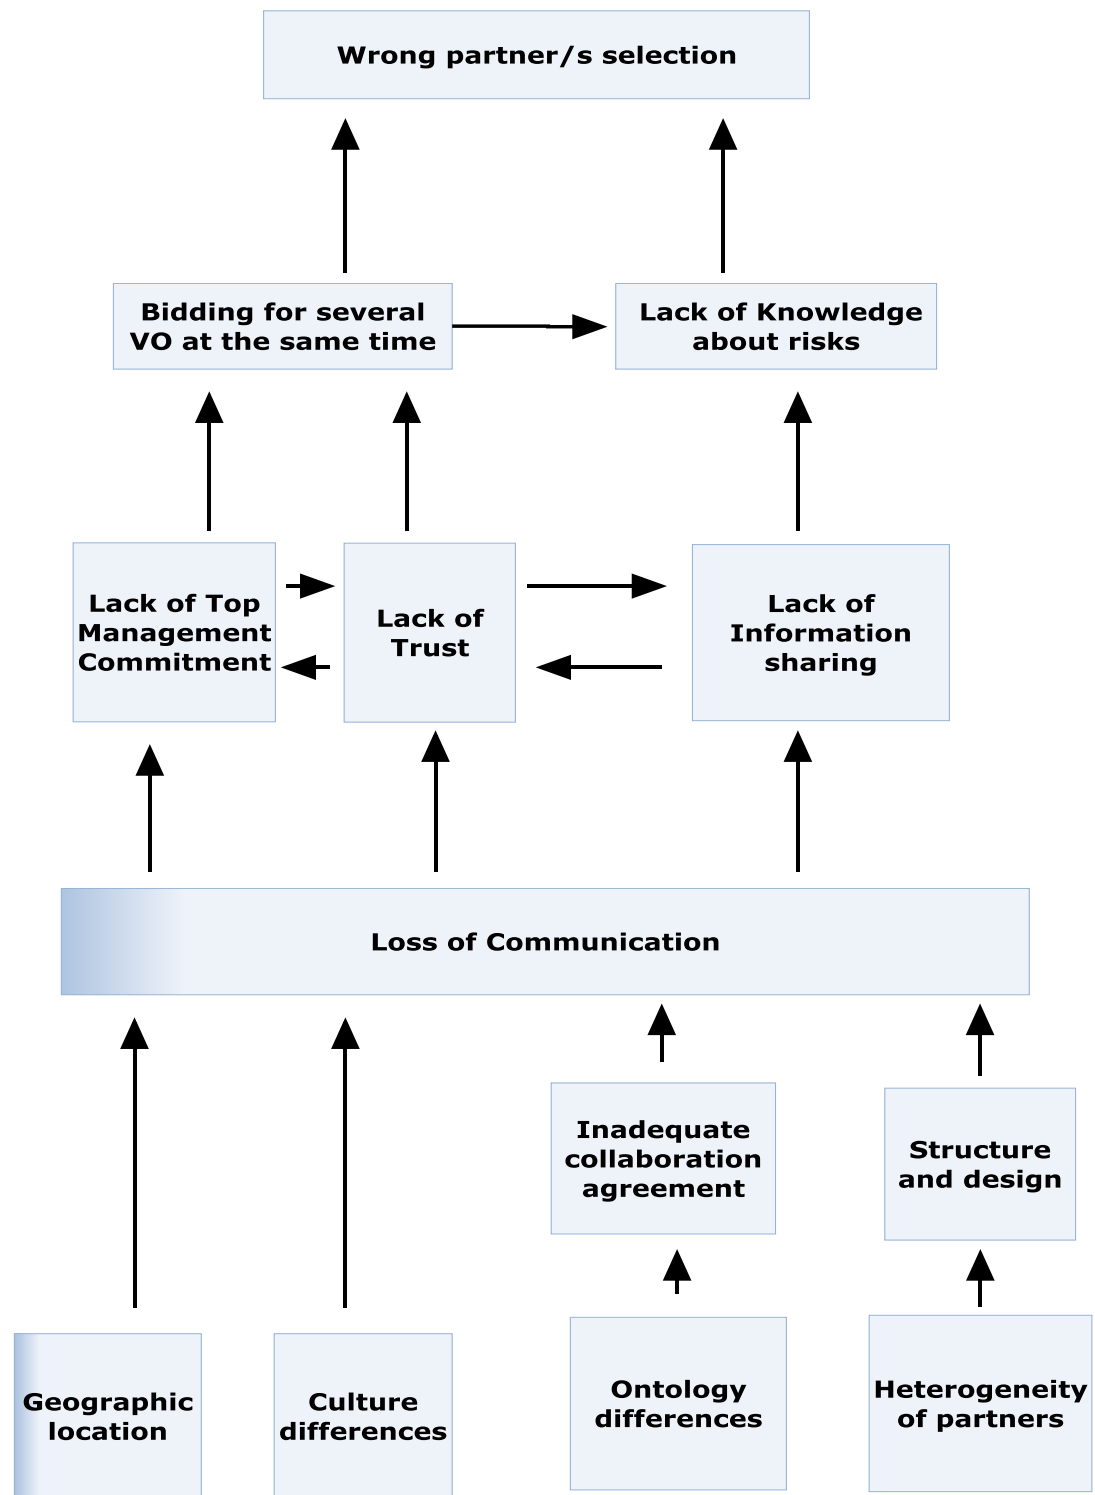 Wrong partner/s selection
Bidding for several
VO at the same time
Lack of Knowledge
about risks
Lack of Top
Management
Commitment
Lack of
Trust
Lack of
Information
sharing
Loss of Communication
Inadequate
collaboration
agreement
Structure
and design
Geographic
location
Culture
differences
Ontology
differences
Heterogeneity
of partners